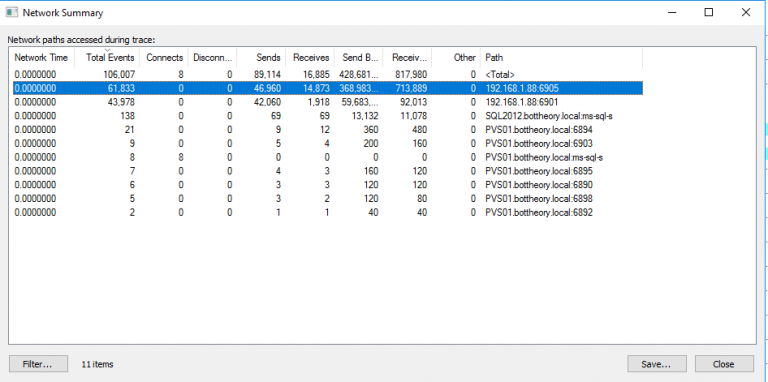 Network Summary
Network paths accessed during trace:
Network Time Total Events Connects Disconn... Sends Receives Send B... Receiv... Other Path
0.0000000 106,007 8 0 89,114 16,885 428,681... 817,980 0 <Total>
0.0000000 61,833 0 0 46,960 14,873 368,983... 713,889 0 192.168.1.88:6905
0.0000000 43,978 0 0 42,060 1,918 59,683,... 92,013 0 192.168.1.88:6901
0.0000000 138 0 0 69 69 13,132 11,078 0 SQL2012.bottheory.local:ms-sql-s
0.0000000 21 0 0 9 12 360 480 0 PVS01.bottheory.local:6894
0.0000000 9 0 0 5 4 200 160 0 PVS01.bottheory.local:6903
0.0000000 8 8 0 0 0 0 0 0 PVS01.bottheory.local:ms-sql-s
0.0000000 7 0 0 4 3 160 120 0 PVS01.bottheory.local:6895
0.0000000 6 0 0 3 3 120 120 0 PVS01.bottheory.local:6890
0.0000000 5 0 0 3 2 120 80 0 PVS01.bottheory.local:6898
0.0000000 2 0 0 1 1 40 40 0 PVS01.bottheory.local:6892
Filter... 11 items Save... Close